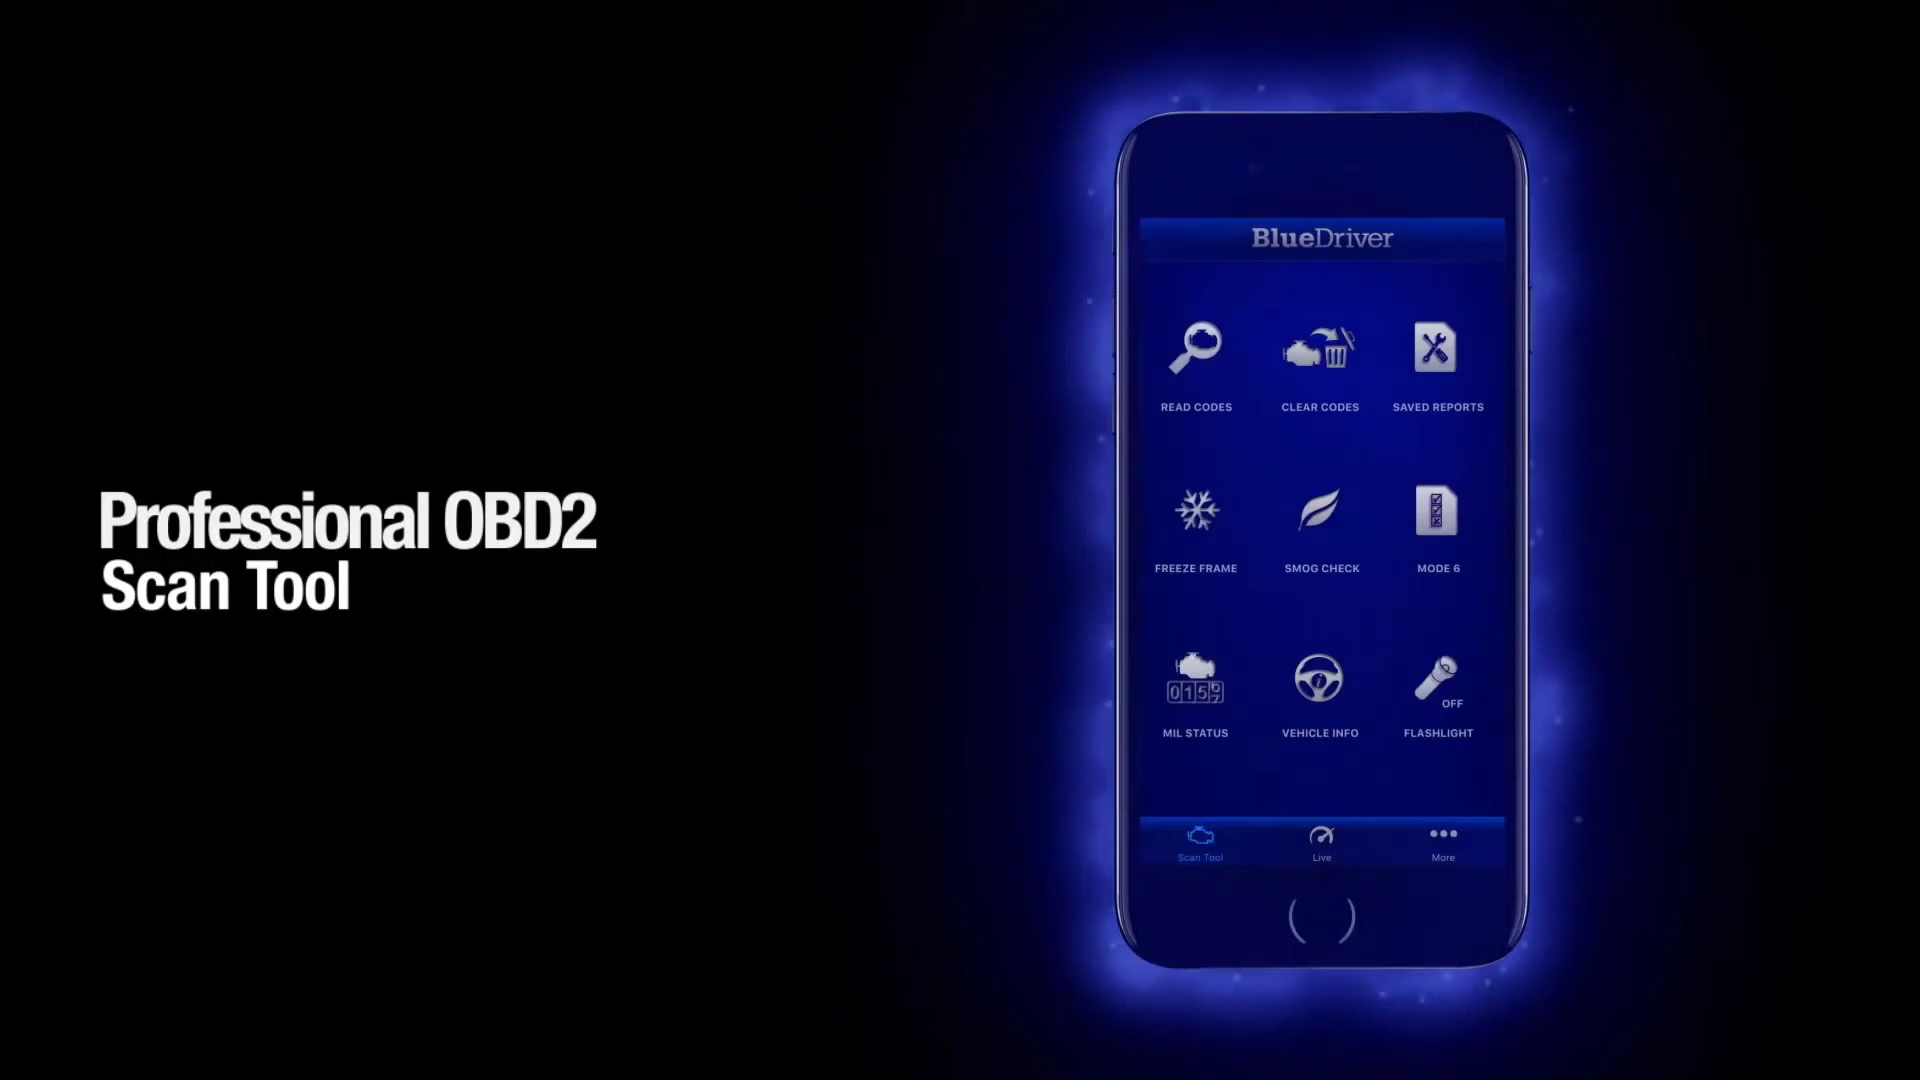 Professional OBD2
Scan Tool
BlueDriver
READ CODES
CLEAR CODES
SAVED REPORTS
FREEZE FRAME
SMOG CHECK
MODE 6
0157
OFF
MIL STATUS
VEHICLE INFO
FLASHLIGHT
Scan Tool
Live
More